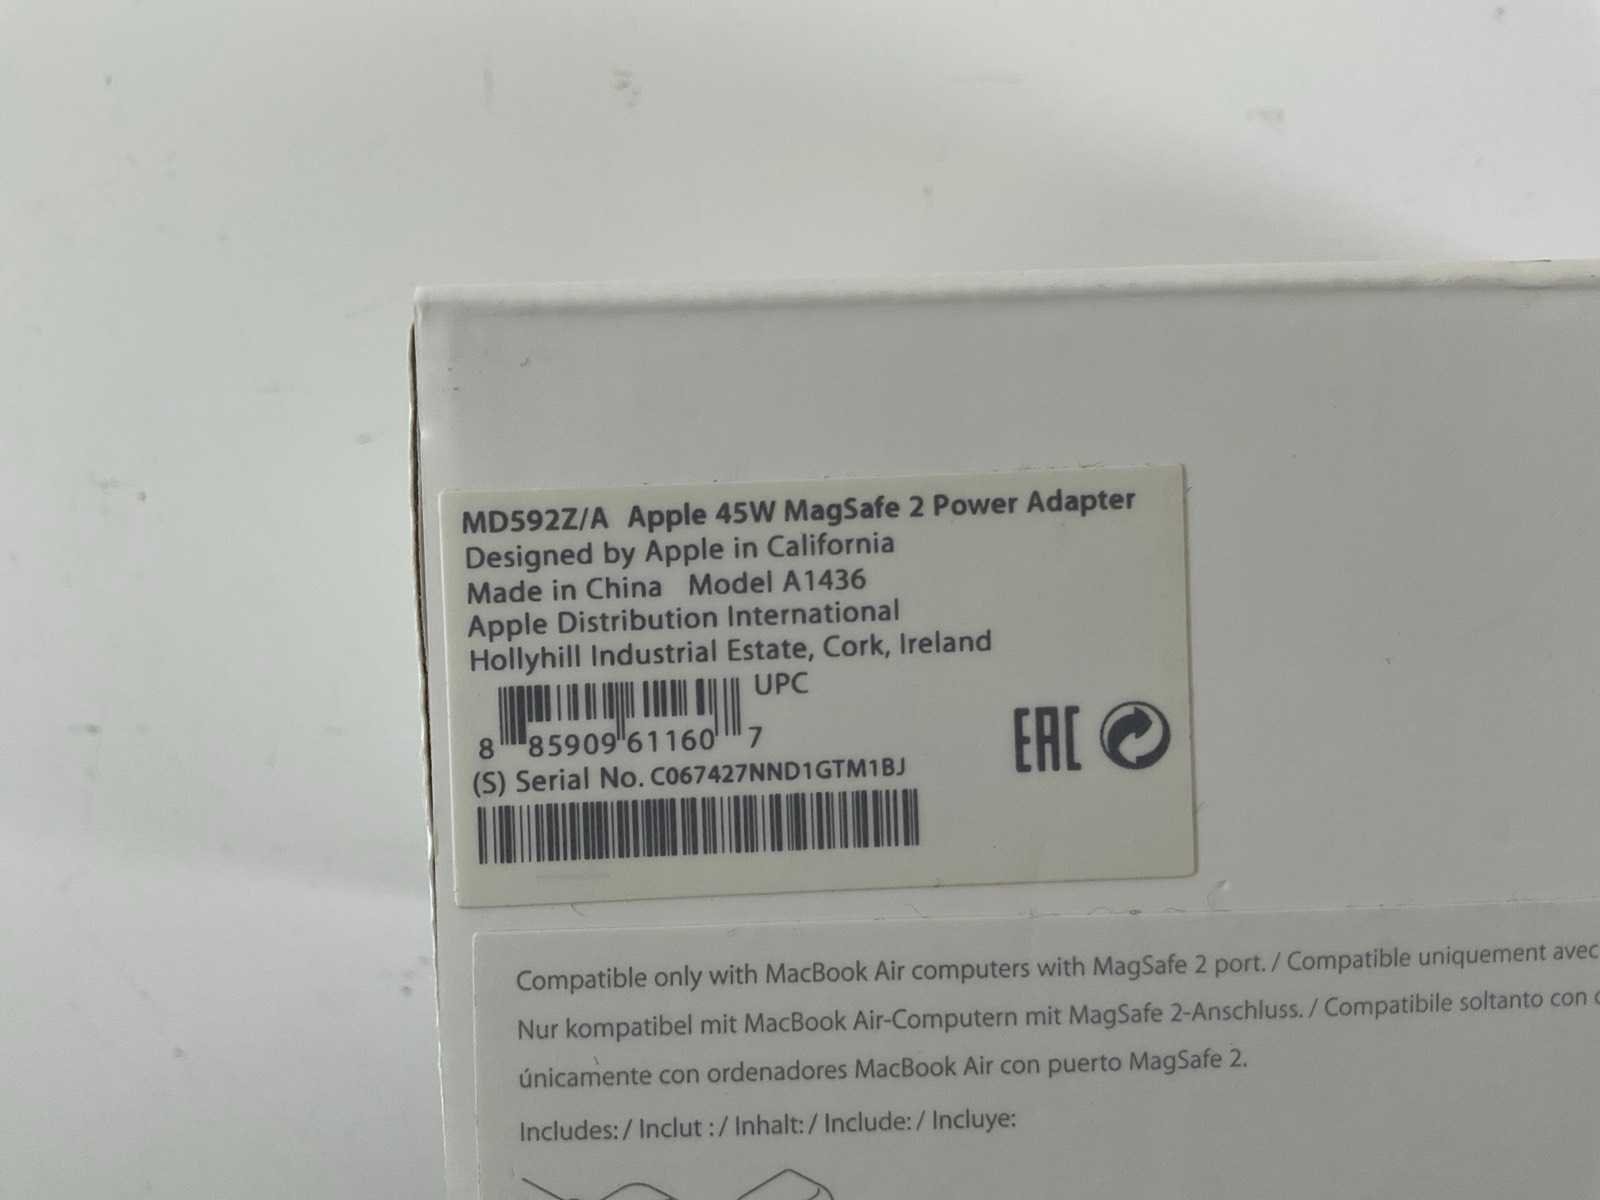 MD592Z/A Apple 45W MagSafe 2 Power Adapter
Designed by Apple in California
Made in China Model A1436
Apple Distribution International
Hollyhill Industrial Estate, Cork, Ireland
UPC
8 85909 61160 7
(S) Serial No. C067427NND1GTM1BJ
EAC
Compatible only with MacBook Air computers with MagSafe 2 port. / Compatible uniquement avec
Nur kompatibel mit MacBook Air-Computern mit MagSafe 2-Anschluss. / Compatibile soltanto con
únicamente con ordenadores MacBook Air con puerto MagSafe 2.
Includes: / Inclut : / Inhalt: / Include: / Incluye: